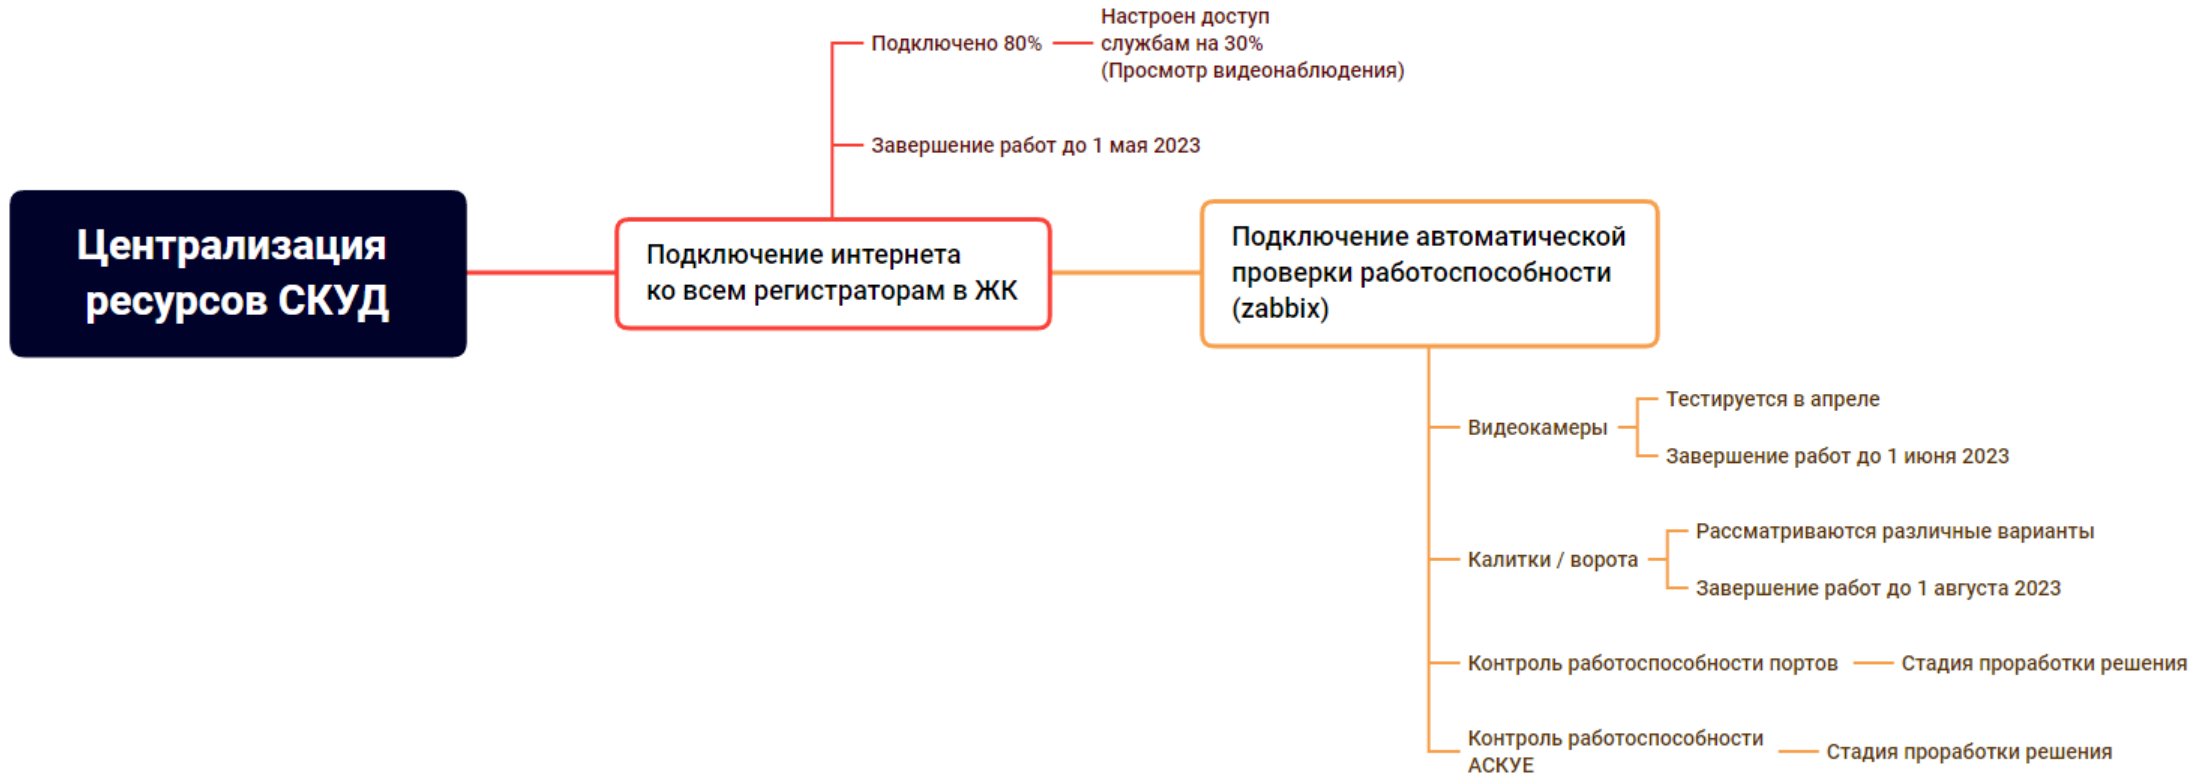 Централизация
ресурсов СКУД
Подключение интернета
ко всем регистраторам в ЖК
Подключено 80%
Настроен доступ
службам на 30%
(Просмотр видеонаблюдения)
Завершение работ до 1 мая 2023
Подключение автоматической
проверки работоспособности
(zabbix)
Видеокамеры
Тестируется в апреле
Завершение работ до 1 июня 2023
Калитки / ворота
Рассматриваются различные варианты
Завершение работ до 1 августа 2023
Контроль работоспособности портов
Стадия проработки решения
Контроль работоспособности
АСКУЕ
Стадия проработки решения